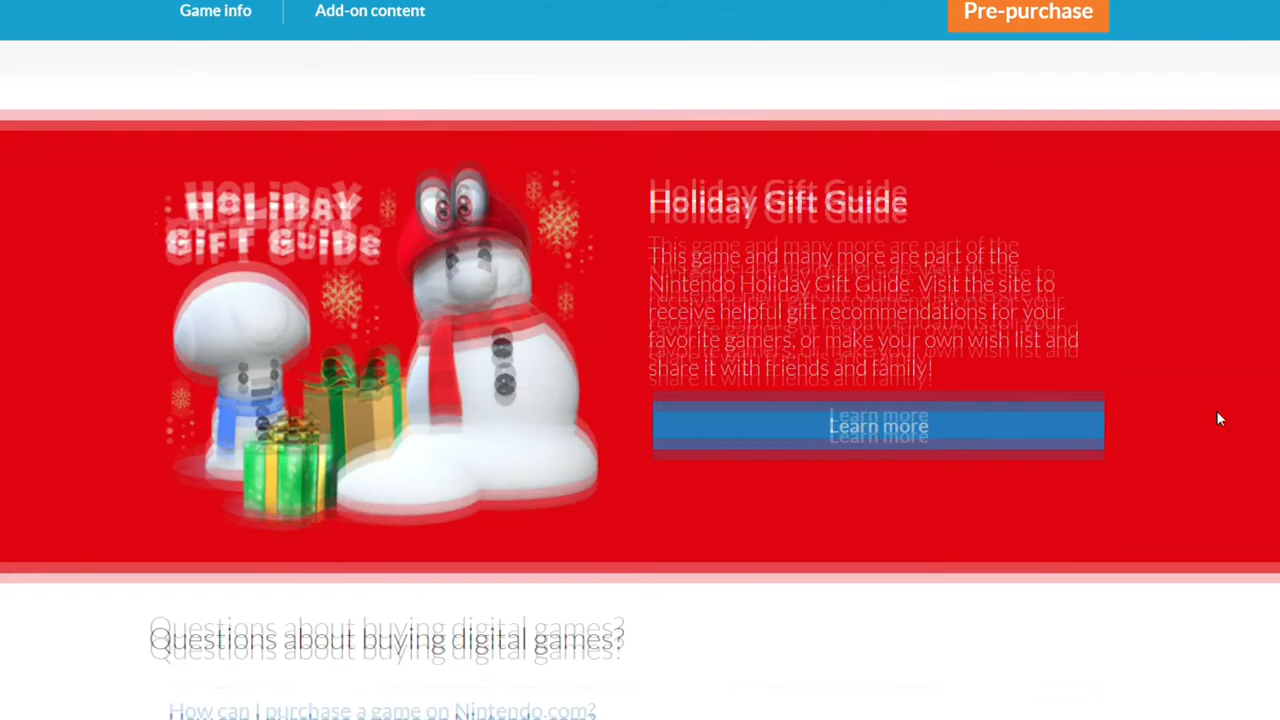 Game info
Add-on content
Pre-purchase
HOLiDAY
GiFT GuiDE
Holiday Gift Guide
This game and many more are part of the
Nintendo Holiday Gift Guide. Visit the site to
receive helpful gift recommendations for your
favorite gamers, or make your own wish list and
share it with friends and family!
Learn more
Questions about buying digital games?
How can I purchase a game on Nintendo.com?